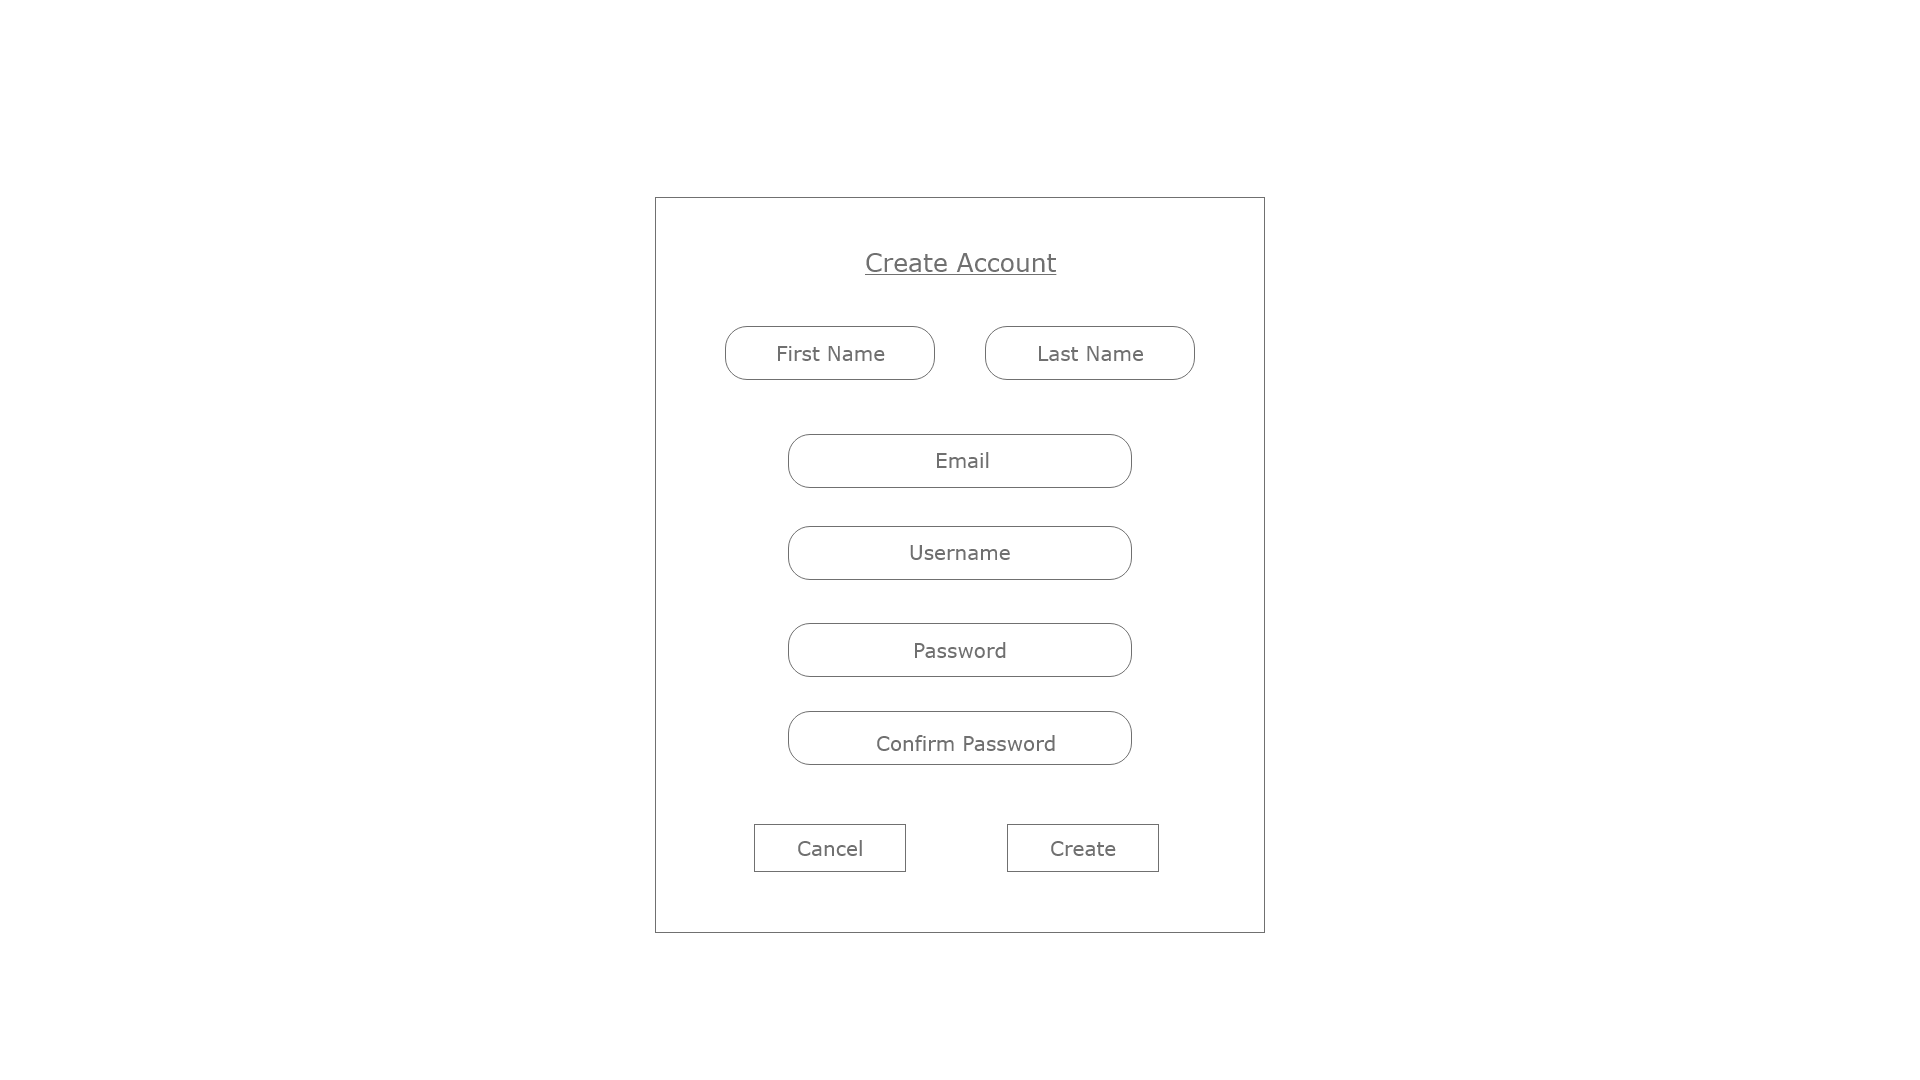 Create Account
First Name
Last Name
Email
Username
Password
Confirm Password
Cancel
Create